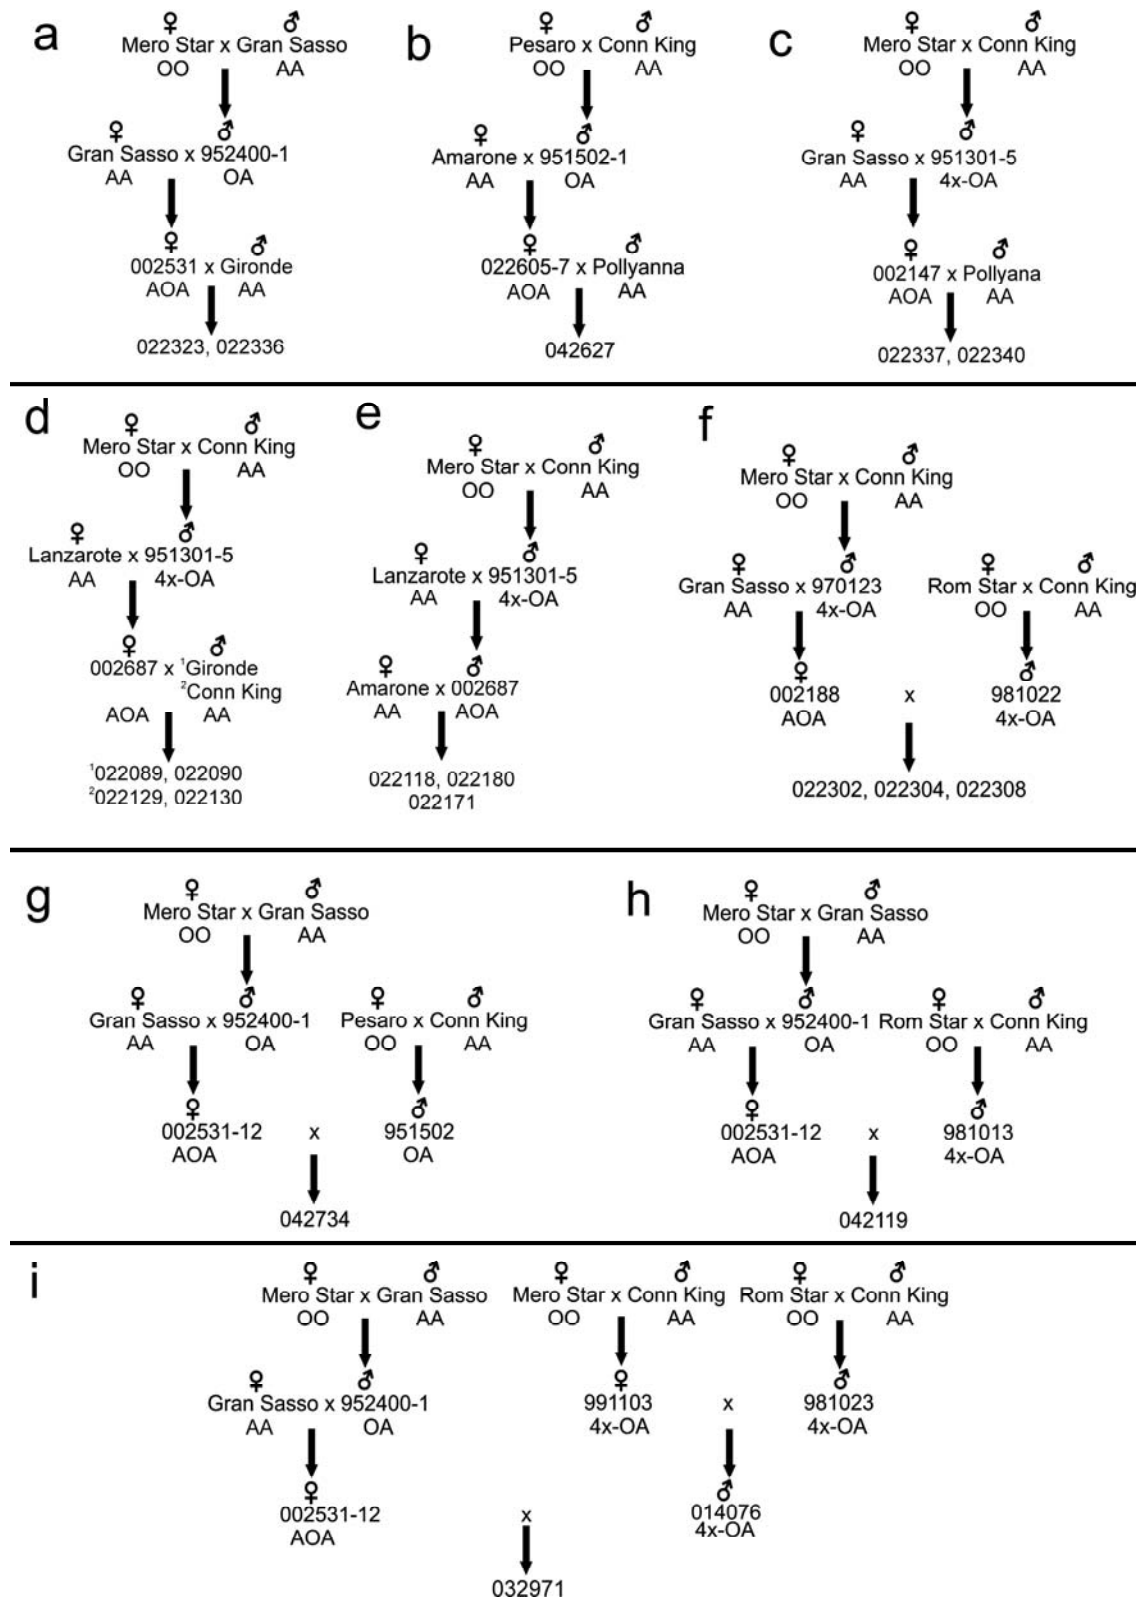 a
♀ ♂
Mero Star x Gran Sasso
OO AA
♀ ♂
Gran Sasso x 952400-1
AA OA
♀ ♂
002531 x Gironde
AOA AA
022323, 022336
b
♀ ♂
Pesaro x Conn King
OO AA
♀ ♂
Amarone x 951502-1
AA OA
♀ ♂
022605-7 x Pollyanna
AOA AA
042627
c
♀ ♂
Mero Star x Conn King
OO AA
♀ ♂
Gran Sasso x 951301-5
AA 4x-OA
♀ ♂
002147 x Pollyana
AOA AA
022337, 022340
d
♀ ♂
Mero Star x Conn King
OO AA
♀ ♂
Lanzarote x 951301-5
AA 4x-OA
♀ ♂
002687 x ¹Gironde
²Conn King
AOA AA
¹022089, 022090
²022129, 022130
e
♀ ♂
Mero Star x Conn King
OO AA
♀ ♂
Lanzarote x 951301-5
AA 4x-OA
♀ ♂
Amarone x 002687
AA AOA
022118, 022180
022171
f
♀ ♂
Mero Star x Conn King
OO AA
♀ ♂ ♀ ♂
Gran Sasso x 970123 Rom Star x Conn King
AA 4x-OA OO AA
♀ ♂
002188 x 981022
AOA 4x-OA
022302, 022304, 022308
g
♀ ♂
Mero Star x Gran Sasso
OO AA
♀ ♂ ♀ ♂
Gran Sasso x 952400-1 Pesaro x Conn King
AA OA OO AA
♀ ♂
002531-12 x 951502
AOA OA
042734
h
♀ ♂
Mero Star x Gran Sasso
OO AA
♀ ♂ ♀ ♂
Gran Sasso x 952400-1 Rom Star x Conn King
AA OA OO AA
♀ ♂
002531-12 x 981013
AOA 4x-OA
042119
i
♀ ♂ ♀ ♂ ♀ ♂
Mero Star x Gran Sasso Mero Star x Conn King Rom Star x Conn King
OO AA OO AA OO AA
♀ ♂ ♀ ♂
Gran Sasso x 952400-1 991103 x 981023
AA OA 4x-OA 4x-OA
♀ ♂
002531-12 x 014076
AOA 4x-OA
032971